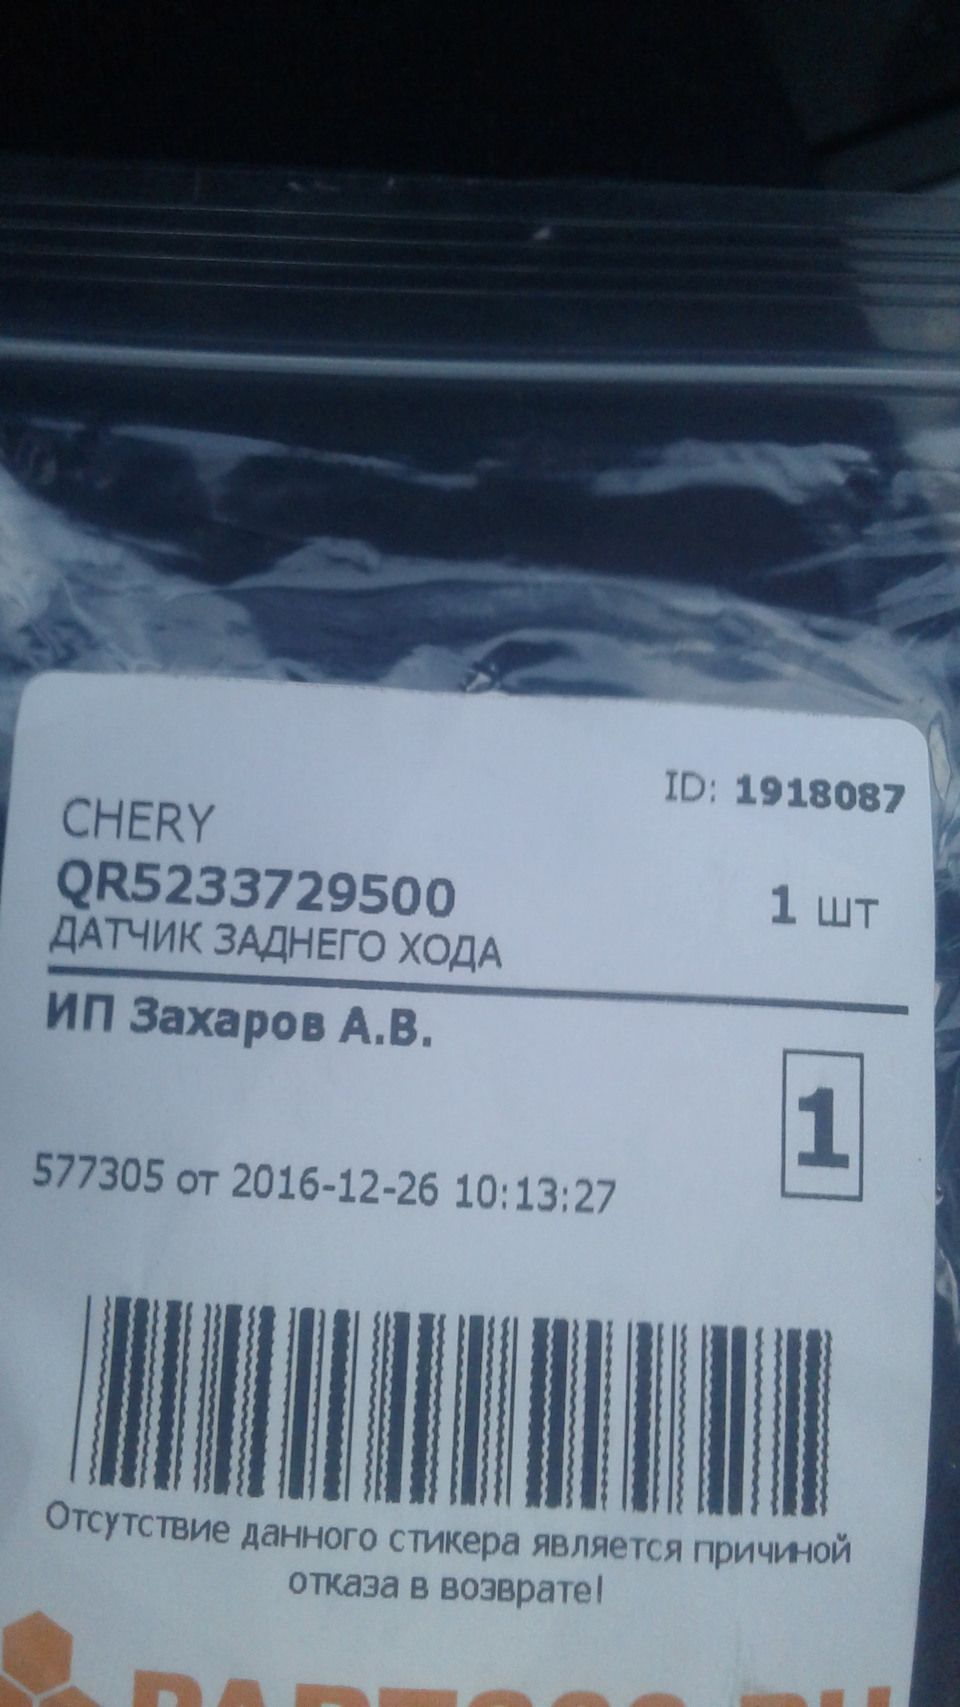 ID: 1918087
CHERY
QR5233729500
1 шт
ДАТЧИК ЗАДНЕГО ХОДА
ИП Захаров А.В.
1
577305 от 2016-12-26 10:13:27
Отсутствие данного стикера является причиной
отказа в возврате!